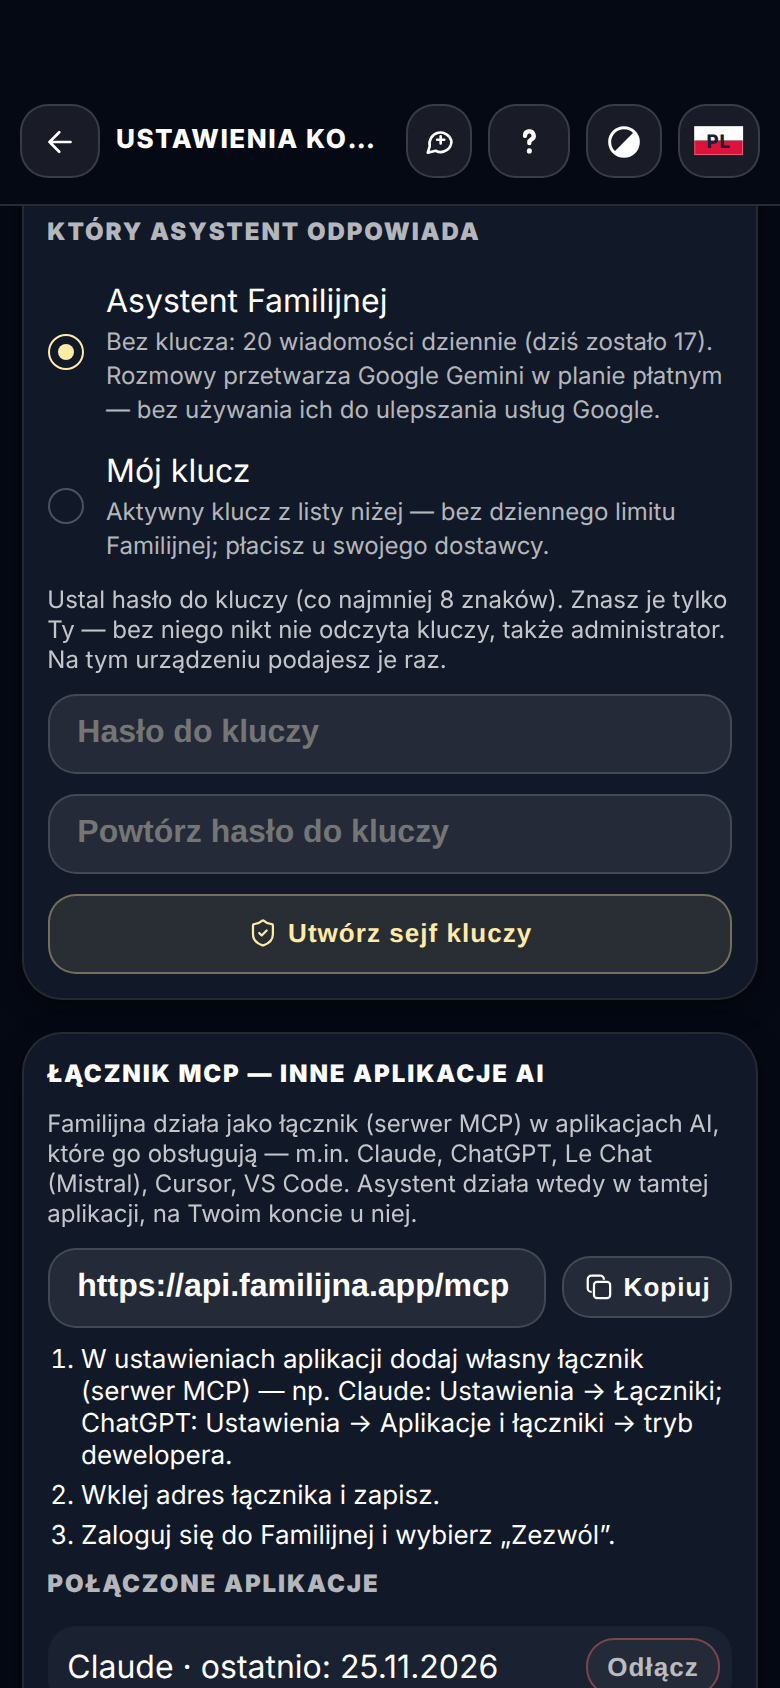 USTAWIENIA KO...
?
PL
KTÓRY ASYSTENT ODPOWIADA
Asystent Familijnej
Bez klucza: 20 wiadomości dziennie (dziś zostało 17).
Rozmowy przetwarza Google Gemini w planie płatnym
— bez używania ich do ulepszania usług Google.
Mój klucz
Aktywny klucz z listy niżej — bez dziennego limitu
Familijnej; płacisz u swojego dostawcy.
Ustal hasło do kluczy (co najmniej 8 znaków). Znasz je tylko
Ty — bez niego nikt nie odczyta kluczy, także administrator.
Na tym urządzeniu podajesz je raz.
Hasło do kluczy
Powtórz hasło do kluczy
Utwórz sejf kluczy
ŁĄCZNIK MCP — INNE APLIKACJE AI
Familijna działa jako łącznik (serwer MCP) w aplikacjach AI,
które go obsługują — m.in. Claude, ChatGPT, Le Chat
(Mistral), Cursor, VS Code. Asystent działa wtedy w tamtej
aplikacji, na Twoim koncie u niej.
https://api.familijna.app/mcp
Kopiuj
1. W ustawieniach aplikacji dodaj własny łącznik
(serwer MCP) — np. Claude: Ustawienia → Łączniki;
ChatGPT: Ustawienia → Aplikacje i łączniki → tryb
dewelopera.
2. Wklej adres łącznika i zapisz.
3. Zaloguj się do Familijnej i wybierz „Zezwól”.
POŁĄCZONE APLIKACJE
Claude · ostatnio: 25.11.2026
Odłącz